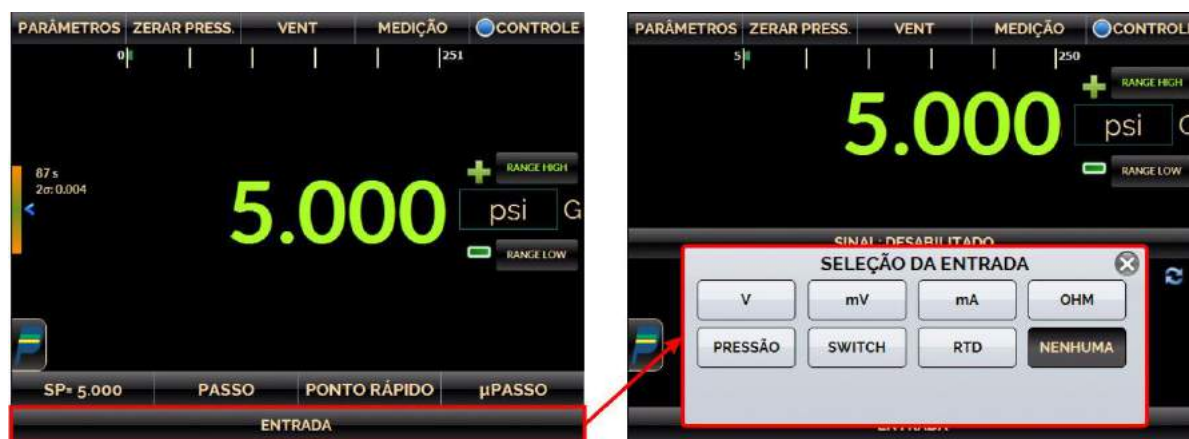 PARÂMETROS ZERAR PRESS. VENT MEDIÇÃO CONTROLE
0 251
RANGE HIGH
87 s
2σ: 0.004
5.000 psi G
RANGE LOW
SP= 5.000 PASSO PONTO RÁPIDO µPASSO
ENTRADA
PARÂMETROS ZERAR PRESS. VENT MEDIÇÃO CONTROLE
5 250
RANGE HIGH
5.000 psi
RANGE LOW
SINAL: DESABILITADO
SELEÇÃO DA ENTRADA
V mV mA OHM
PRESSÃO SWITCH RTD NENHUMA